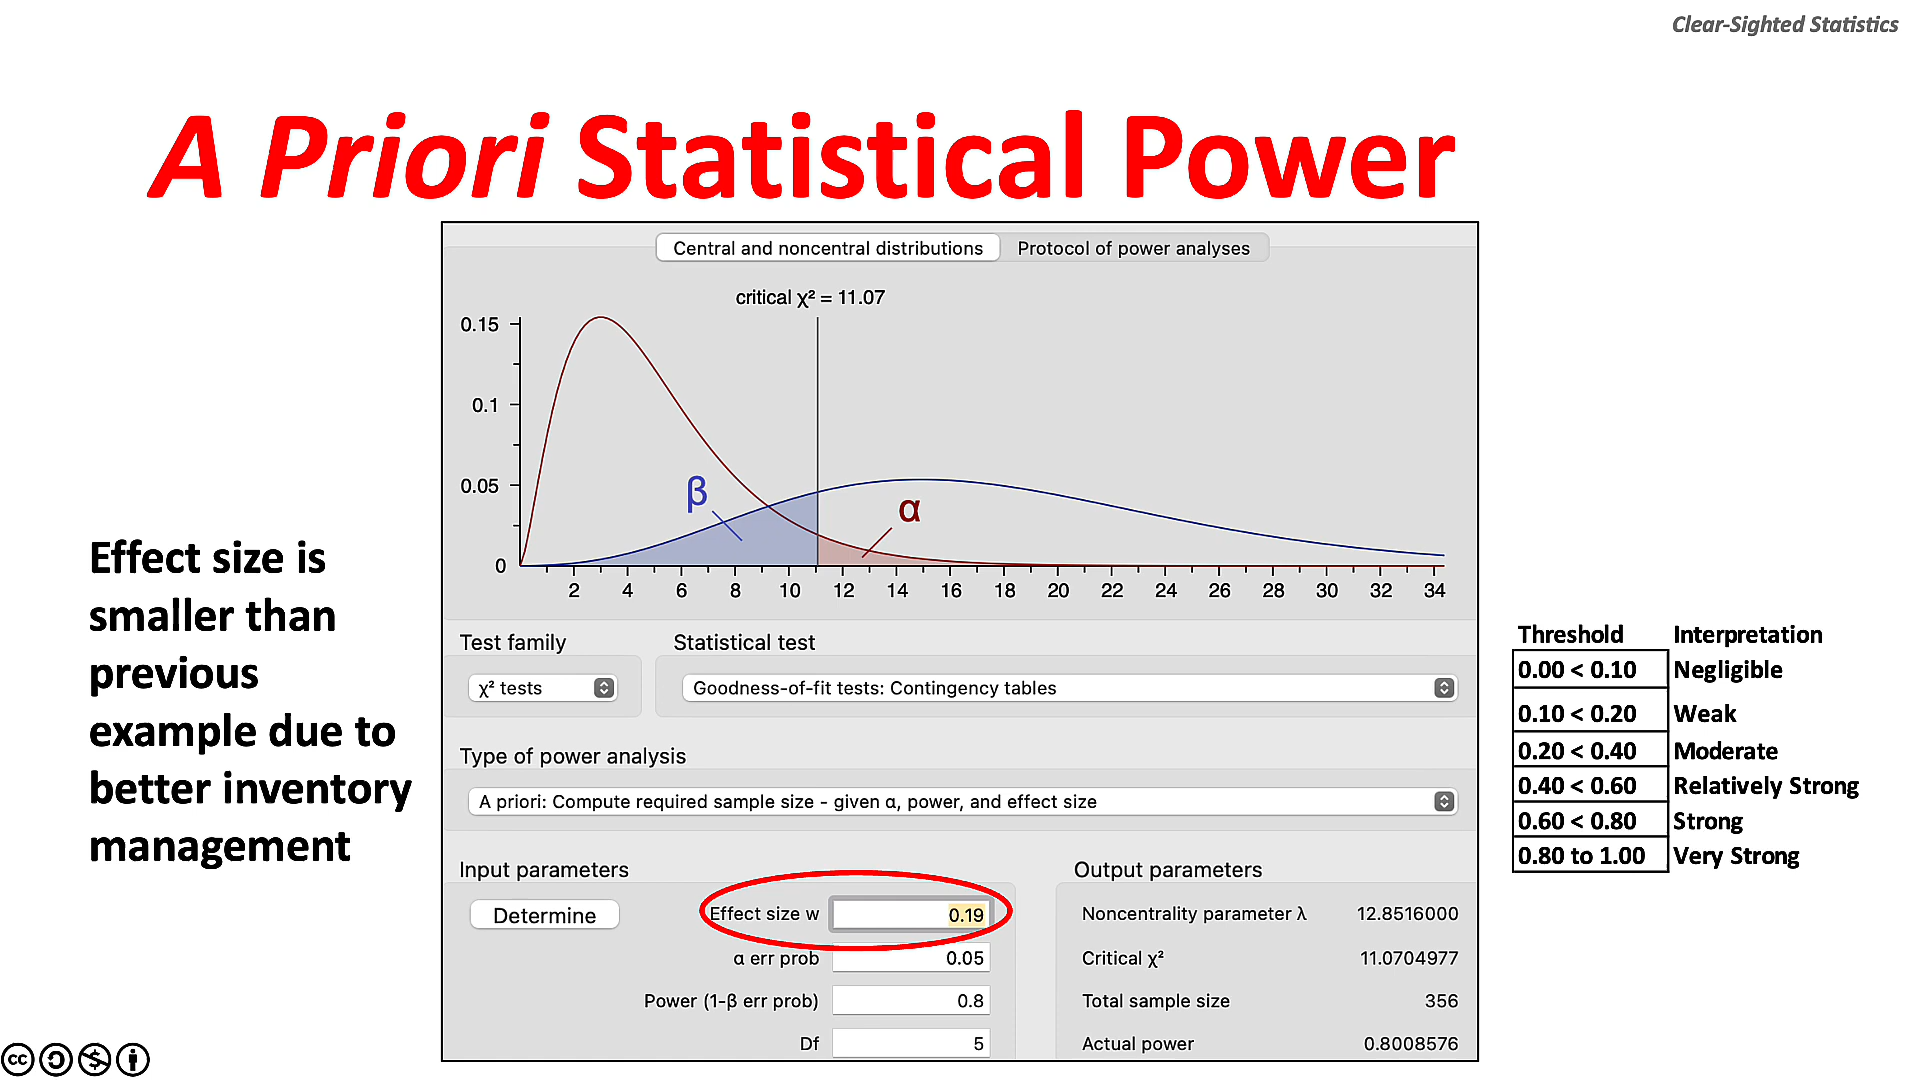 Clear-Sighted Statistics
A Priori Statistical Power
Central and noncentral distributions Protocol of power analyses
critical χ² = 11.07
0.15
0.1
0.05
0
β
α
2 4 6 8 10 12 14 16 18 20 22 24 26 28 30 32 34
Effect size is
smaller than
previous
example due to
better inventory
management
Test family Statistical test
χ² tests Goodness-of-fit tests: Contingency tables
Type of power analysis
A priori: Compute required sample size - given α, power, and effect size
Input parameters Output parameters
Determine Effect size w 0.19 Noncentrality parameter λ 12.8516000
α err prob 0.05 Critical χ² 11.0704977
Power (1-β err prob) 0.8 Total sample size 356
Df 5 Actual power 0.8008576
Threshold Interpretation
0.00 < 0.10 Negligible
0.10 < 0.20 Weak
0.20 < 0.40 Moderate
0.40 < 0.60 Relatively Strong
0.60 < 0.80 Strong
0.80 to 1.00 Very Strong
cc